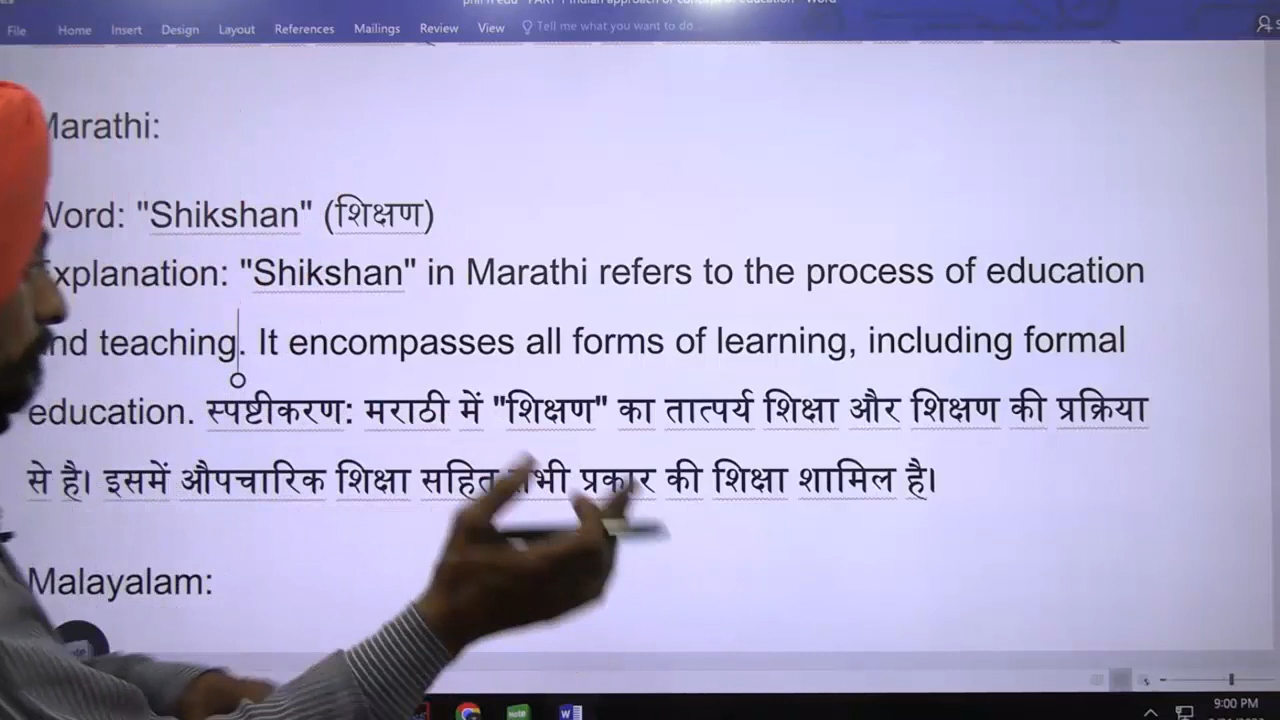 File Home Insert Design Layout References Mailings Review View Tell me what you want to do
Marathi:
Word: "Shikshan" (शिक्षण)
Explanation: "Shikshan" in Marathi refers to the process of education
and teaching. It encompasses all forms of learning, including formal
education. स्पष्टीकरण: मराठी में "शिक्षण" का तात्पर्य शिक्षा और शिक्षण की प्रक्रिया
से है। इसमें औपचारिक शिक्षा सहित सभी प्रकार की शिक्षा शामिल है।
Malayalam:
Note
9:00 PM